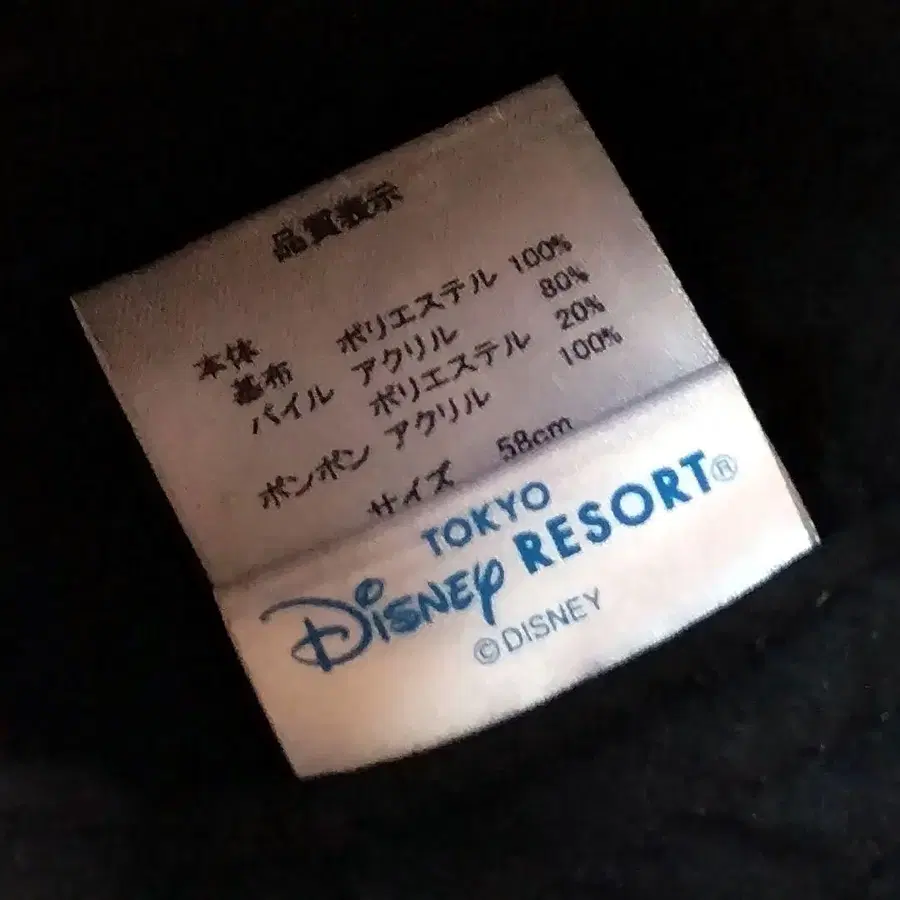 品質表示
本体
基布 ポリエステル 100%
パイル アクリル 80%
ポリエステル 20%
ポンポン アクリル 100%
サイズ 58cm
TOKYO
Disney RESORT®
©DISNEY